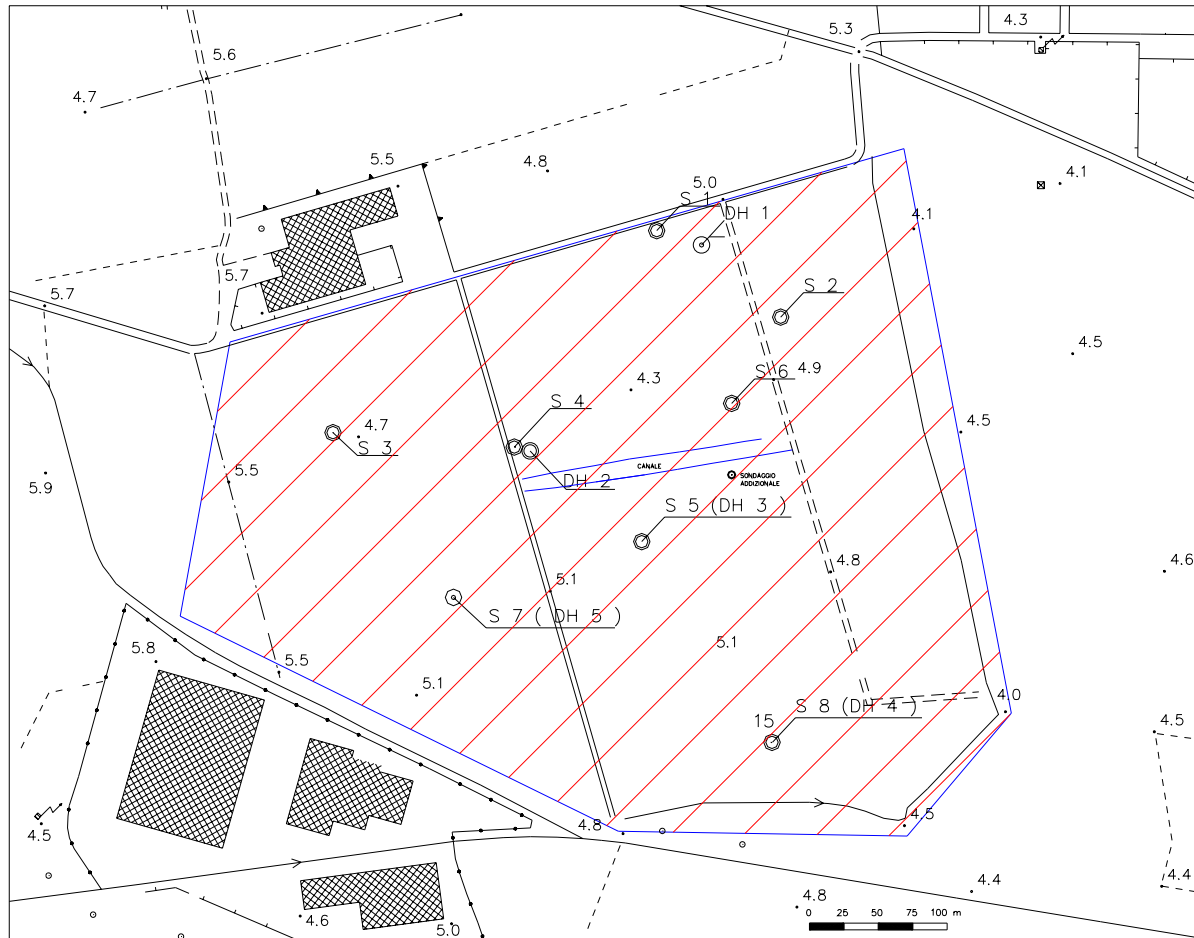 4.3
5.3
5.6
4.7
5.5
4.8
4.1
5.0
S 1
DH 1
4.1
5.7
5.7
S 2
4.5
S 6
4.9
4.3
S 4
4.7
S 3
4.5
CANALE
5.9
5.5
DH 2
SONDAGGIO
ADDIZIONALE
S 5 (DH 3 )
4.8
4.6
5.1
S 7 ( DH 5 )
5.1
5.8
5.5
5.1
4.0
S 8 (DH 4 )
15
4.5
4.5
4.8
4.5
4.4
4.4
4.8
4.6
5.0
0 25 50 75 100 m